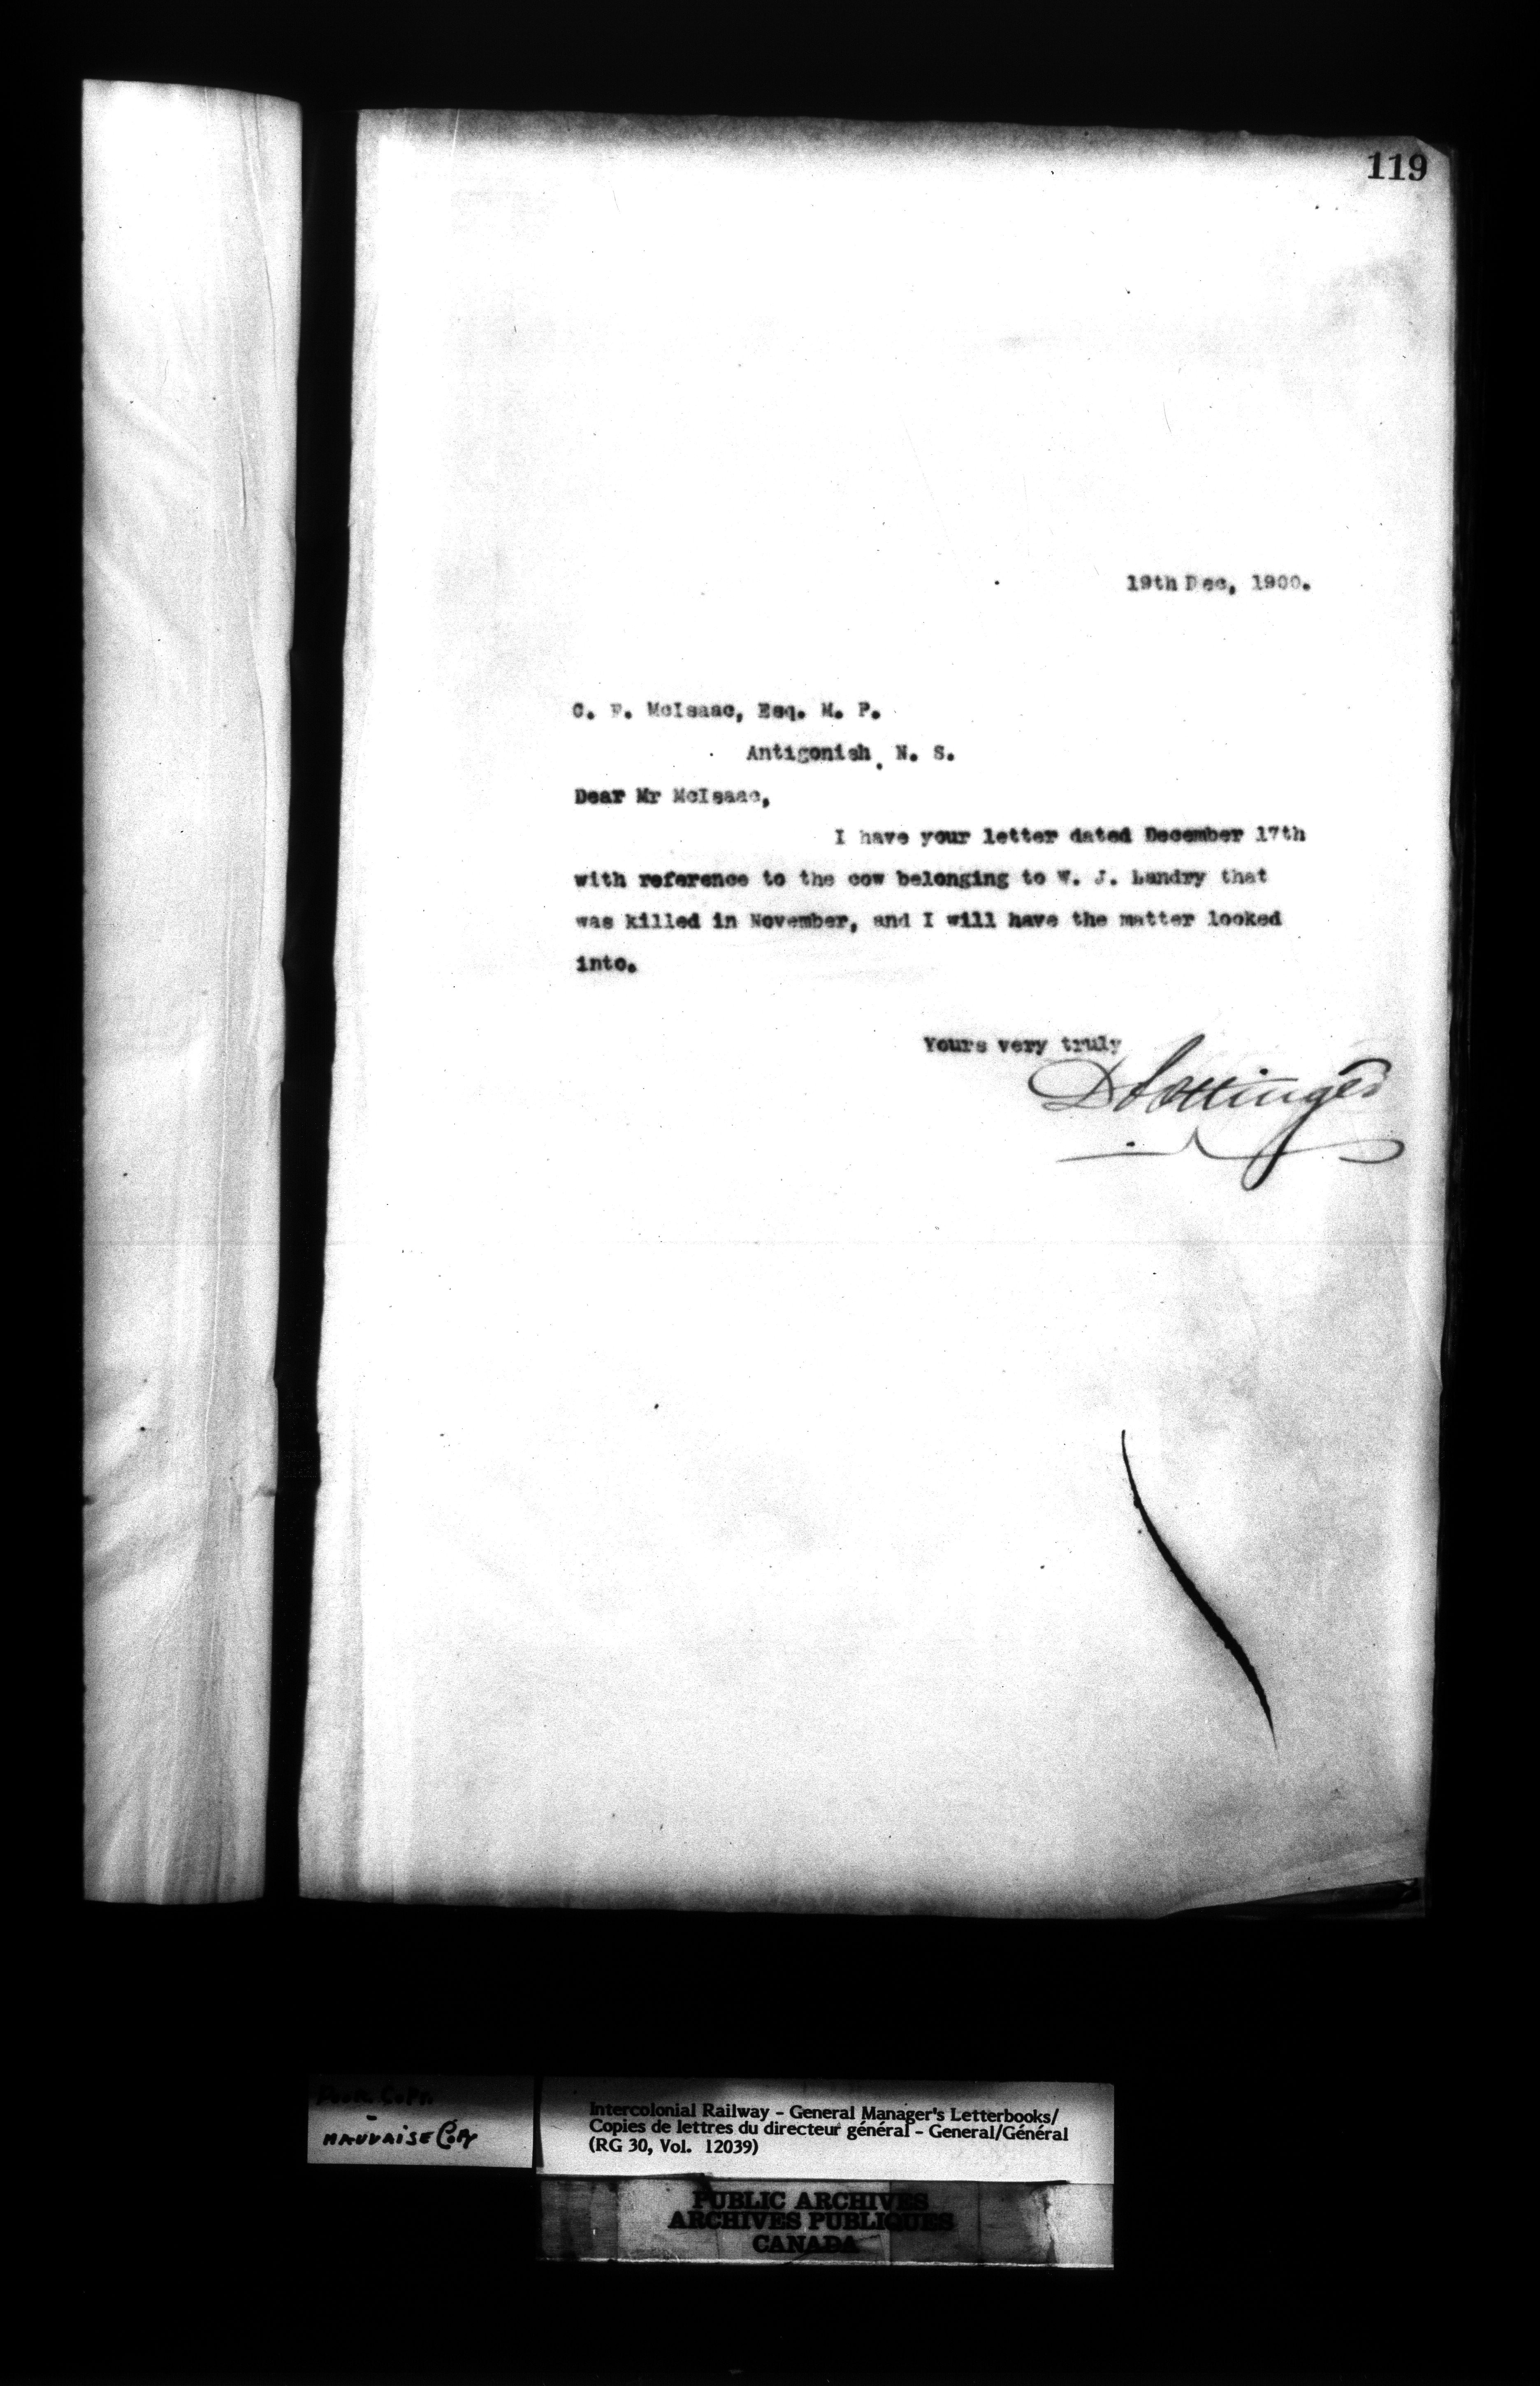 119
19th Dec, 1900.
C. F. McIsaac, Esq. M. P.
Antigonish, N. S.
Dear Mr McIsaac,
I have your letter dated December 17th
with reference to the cow belonging to W. J. Landry that
was killed in November, and I will have the matter looked
into.
Yours very truly
D Pottinger
POOR COPY
-
MAUVAISE COPY
Intercolonial Railway – General Manager's Letterbooks/
Copies de lettres du directeur général – General/Général
(RG 30, Vol. 12039)
PUBLIC ARCHIVES
ARCHIVES PUBLIQUES
CANADA